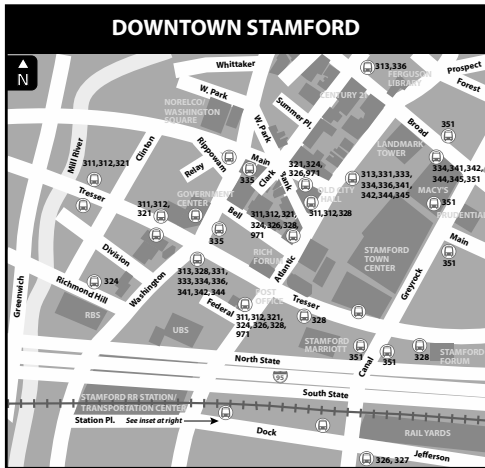 DOWNTOWN STAMFORD
N
Whittaker
313,336
FERGUSON
LIBRARY
Prospect
Forest
W. Park
CENTURY 21
NORELCO/
WASHINGTON
SQUARE
Summer Pl.
W.Park
Broad
351
Clinton
Mill River
Rippowam
LANDMARK
TOWER
Main
335
Clark
Bank
Relay
321,324,
326,971
311,312,321
313,331,333,
334,336,341,
342,344,345
334,341,342,
344,345,351
MACY'S
351
Tresser
GOVERNMENT
CENTER
OLD CITY
HALL
311,312,328
PRUDENTIAL
311,312,
321
Bell
311,312,321,
324,326,328,
971
335
Main
351
Division
RICH
FORUM
STAMFORD
TOWN
CENTER
Greyrock
313,328,331,
333,334,336,
341,342,344
Atlantic
324
Richmond Hill
Washington
POST
OFFICE
Tresser
Greenwich
RBS
Federal
311,312,321,
324,326,328,
971
328
UBS
STAMFORD
MARRIOTT
351
351
328
STAMFORD
FORUM
Canal
North State
95
South State
STAMFORD RR STATION/
TRANSPORTATION CENTER
Station Pl.
See inset at right
Dock
RAIL YARDS
Jefferson
326, 327